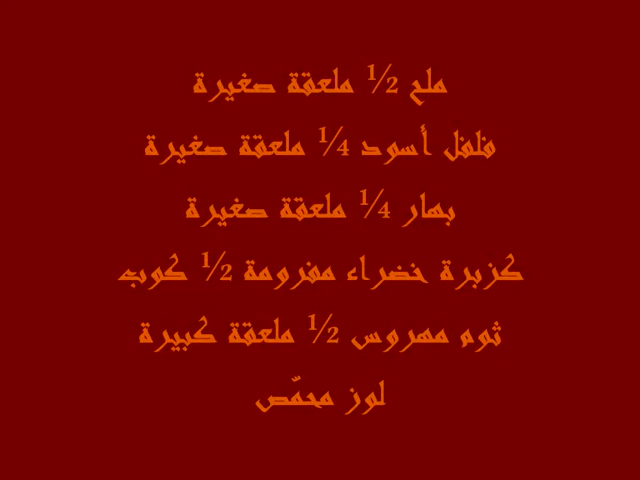 ملح ½ ملعقة صغيرة
فلفل أسود ¼ ملعقة صغيرة
بهار ¼ ملعقة صغيرة
كزبرة خضراء مفرومة ½ كوب
ثوم مهروس ½ ملعقة كبيرة
لوز محمّص